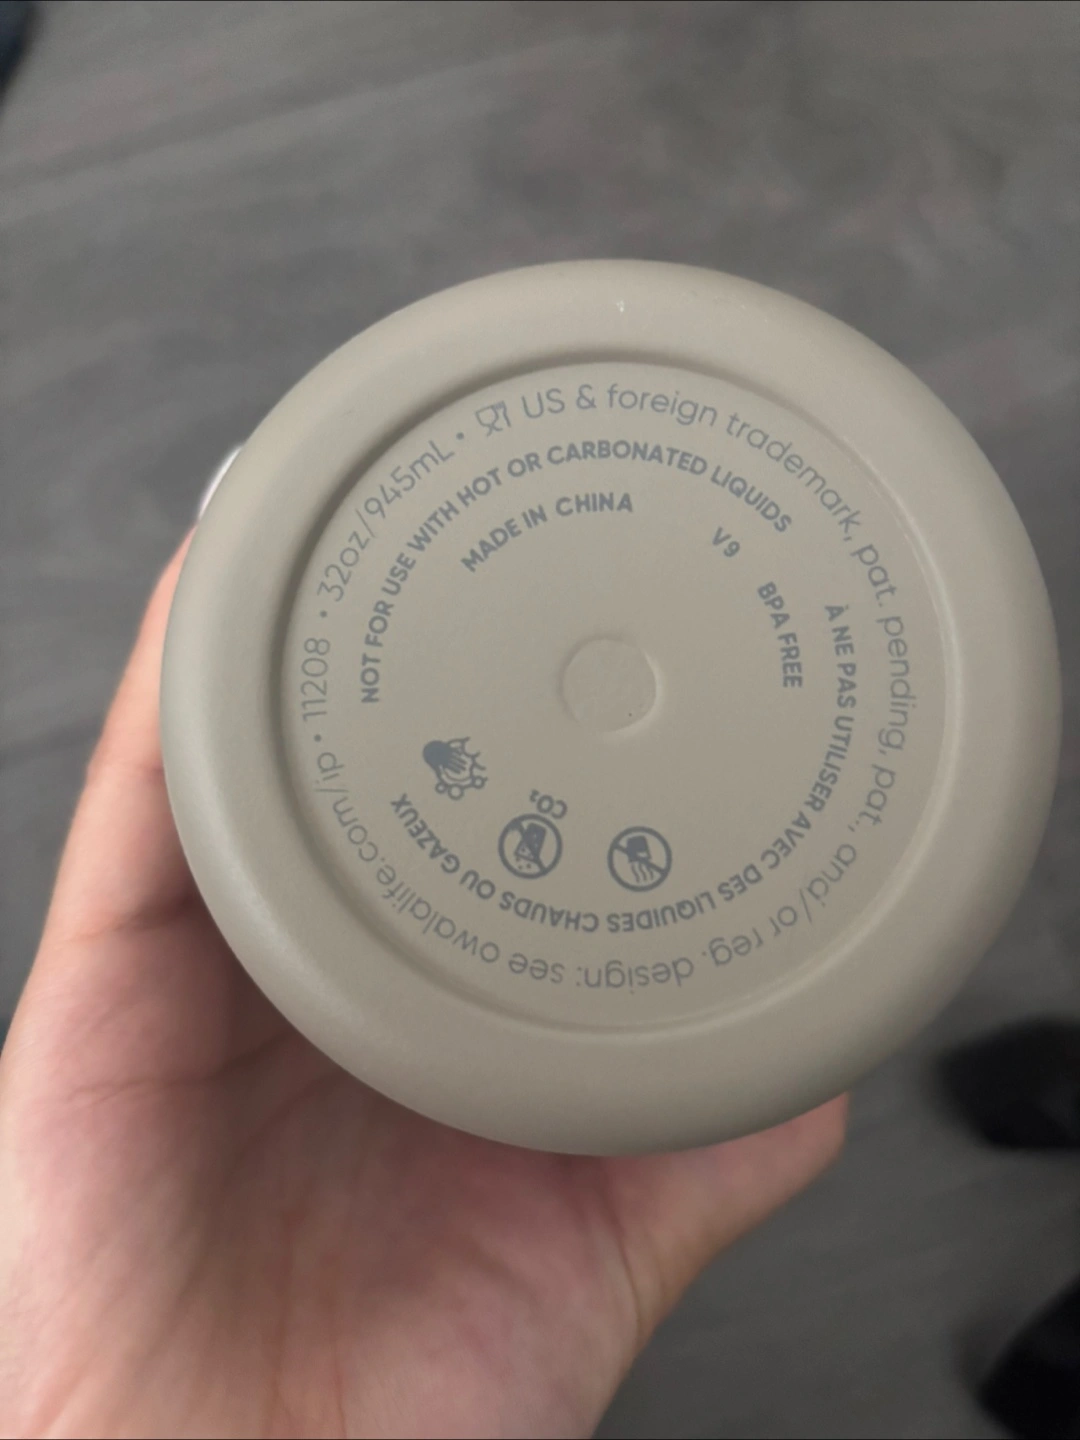 US & foreign trademark, pat. pending, pat., and/or reg. design: see owalalife.com/ip • 11208 • 32oz/945mL •
NOT FOR USE WITH HOT OR CARBONATED LIQUIDS
À NE PAS UTILISER AVEC DES LIQUIDES CHAUDS OU GAZEUX
MADE IN CHINA
V9
BPA FREE
CO₂